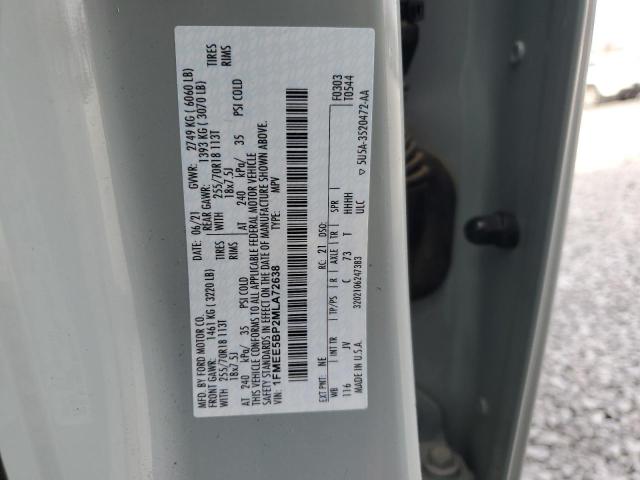 MFD. BY FORD MOTOR CO.
DATE: 06/21 GVWR: 2749 KG ( 6060 LB)
FRONT GAWR: 1461 KG ( 3220 LB) REAR GAWR: 1393 KG ( 3070 LB)
WITH 255/70R18 113T TIRES WITH 255/70R18 113T TIRES
18x7.5J RIMS 18x7.5J RIMS
AT 240 kPa/ 35 PSI COLD AT 240 kPa/ 35 PSI COLD
THIS VEHICLE CONFORMS TO ALL APPLICABLE FEDERAL MOTOR VEHICLE
SAFETY STANDARDS IN EFFECT ON THE DATE OF MANUFACTURE SHOWN ABOVE.
VIN: 1FMEE5BP2MLA72638 TYPE: MPV
F0303
T0544
EXT PNT: NE RC: 21 DSO:
WB INT TR TP/PS R AXLE TR SPR
116 JV C 73 T HHHH
MADE IN U.S.A. 3202106247383 ULC
▽ 5U5A-3520472-AA